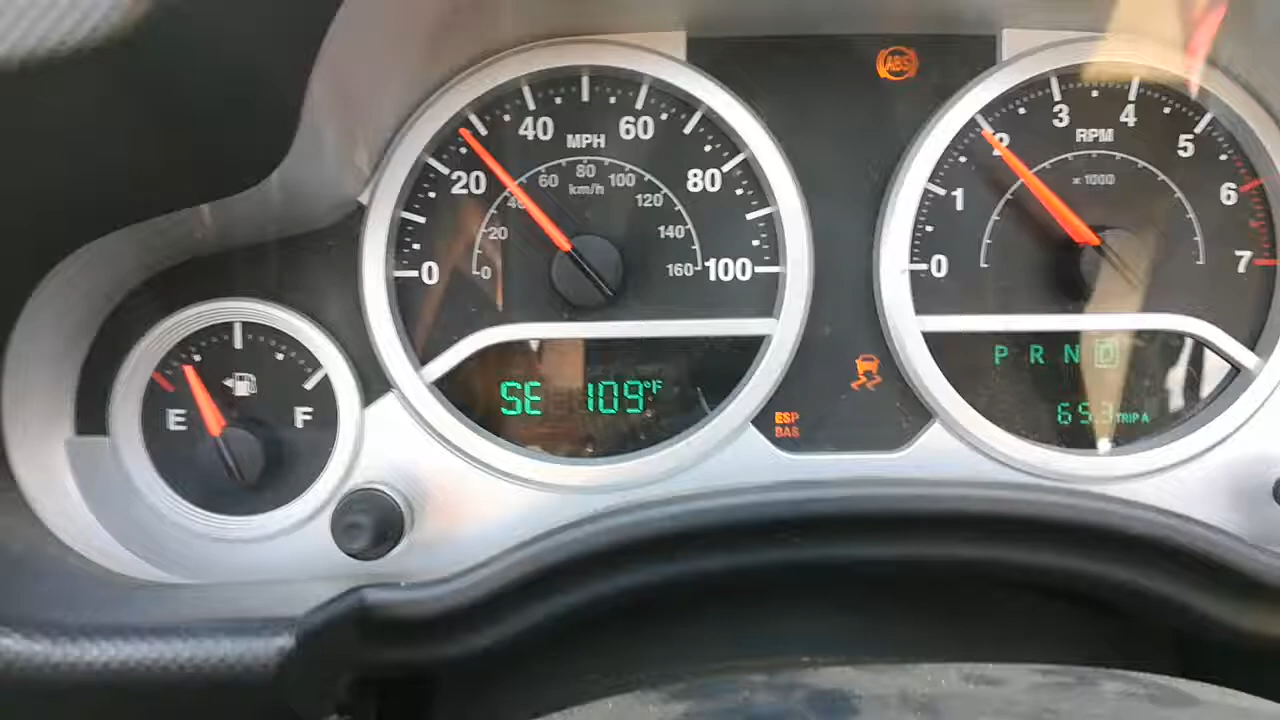 ABS
40 60
MPH
20 80
60 80 100
km/h
40 120
20 140
0 160
0 100
3 4
RPM
2 5
x 1000
1 6
0 7
E F
SE 109°F
ESP
BAS
P R N D
69.3 TRIP A